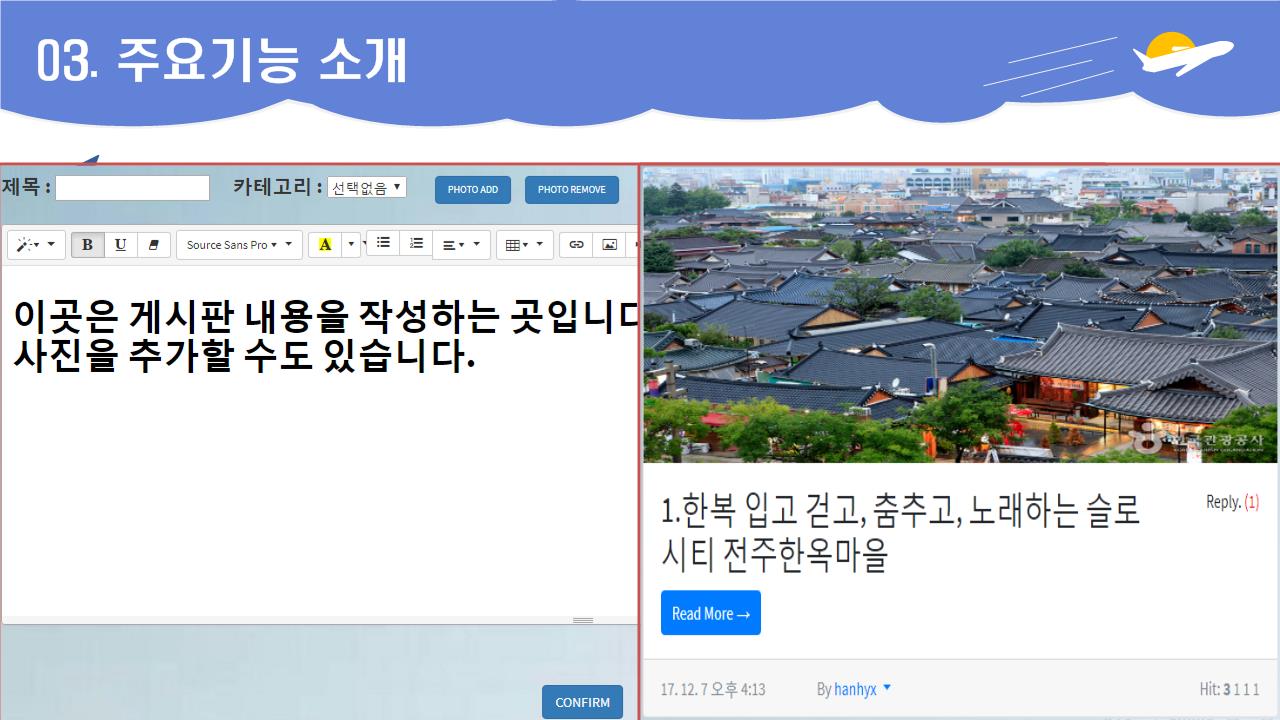 03. 주요기능 소개
제목 :
카테고리 :
선택없음
PHOTO ADD
PHOTO REMOVE
B
U
Source Sans Pro
A
이곳은 게시판 내용을 작성하는 곳입니다
사진을 추가할 수도 있습니다.
CONFIRM
한국관광공사
1.한복 입고 걷고, 춤추고, 노래하는 슬로
시티 전주한옥마을
Reply. (1)
Read More →
17. 12. 7 오후 4:13
By hanhyx
Hit: 3 1 1 1